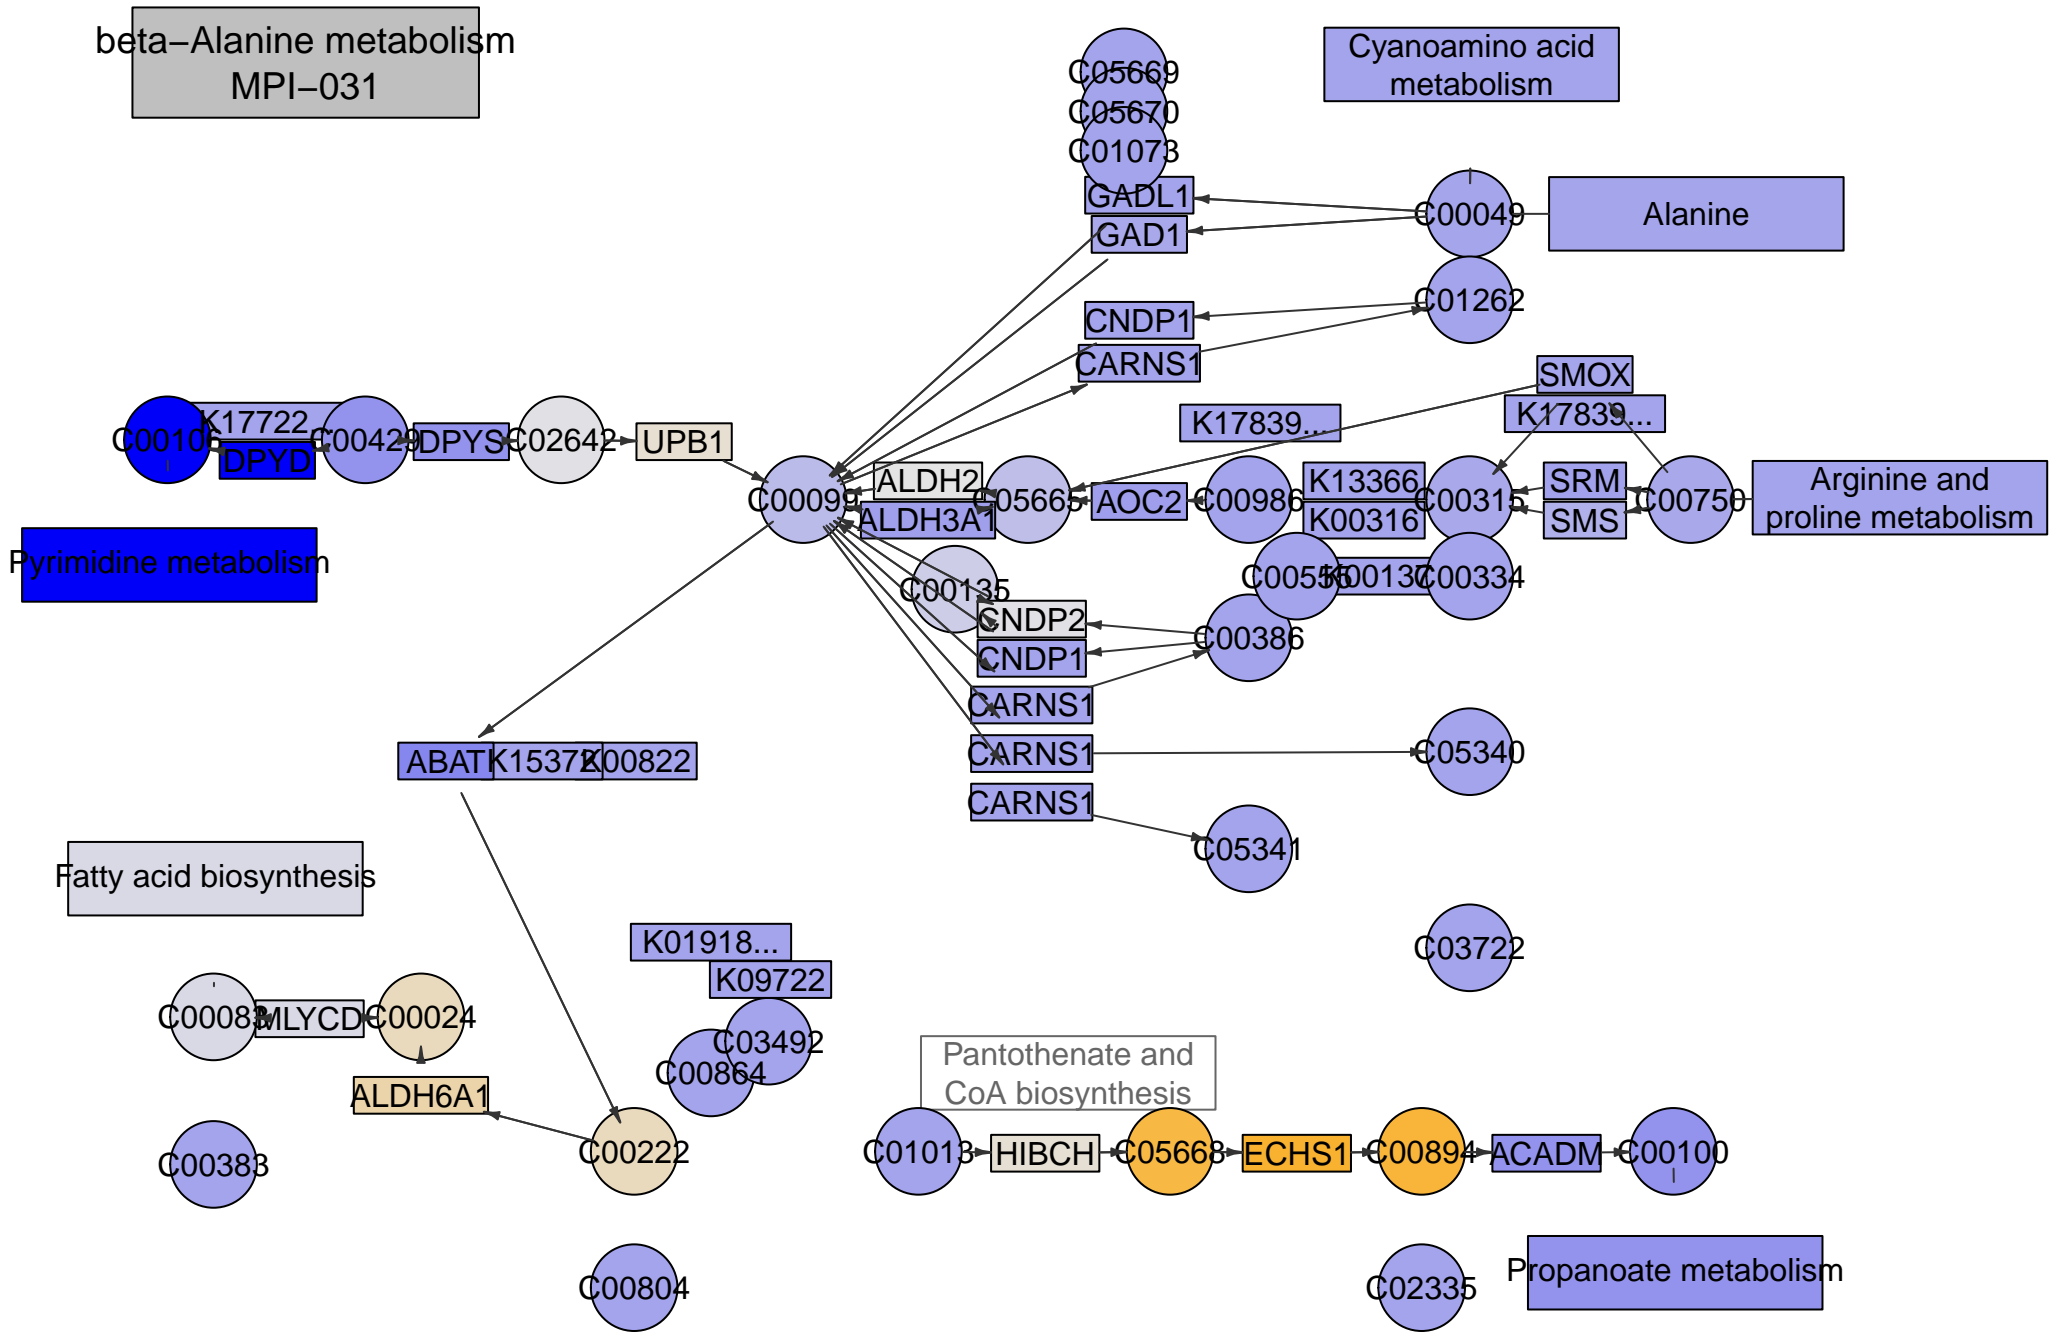 beta−Alanine metabolism
MPI−031
C05669
C05670
C01073
Cyanoamino acid
metabolism
GADL1
GAD1
C00049
Alanine
C01262
CNDP1
CARNS1
SMOX
K17839...
K17839...
C00106
K17722...
DPYD
C00429
DPYS
C02642
UPB1
C00099
ALDH2
ALDH3A1
C05665
AOC2
C00986
K13366
K00316
C00315
SRM
SMS
C00750
Arginine and
proline metabolism
Pyrimidine metabolism
C00135
C00555
K00137
C00334
CNDP2
CNDP1
C00386
CARNS1
CARNS1
CARNS1
C05340
C05341
ABAT
K15372
K00822
Fatty acid biosynthesis
K01918...
K09722
C03722
C00083
MLYCD
C00024
C03492
C00864
ALDH6A1
Pantothenate and
CoA biosynthesis
C00383
C00222
C01013
HIBCH
C05668
ECHS1
C00894
ACADM
C00100
C00804
C02335
Propanoate metabolism